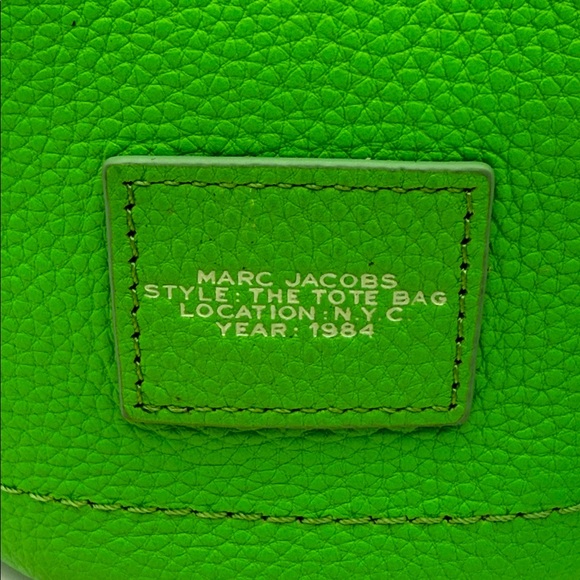 MARC JACOBS
STYLE: THE TOTE BAG
LOCATION: N.Y.C.
YEAR: 1984